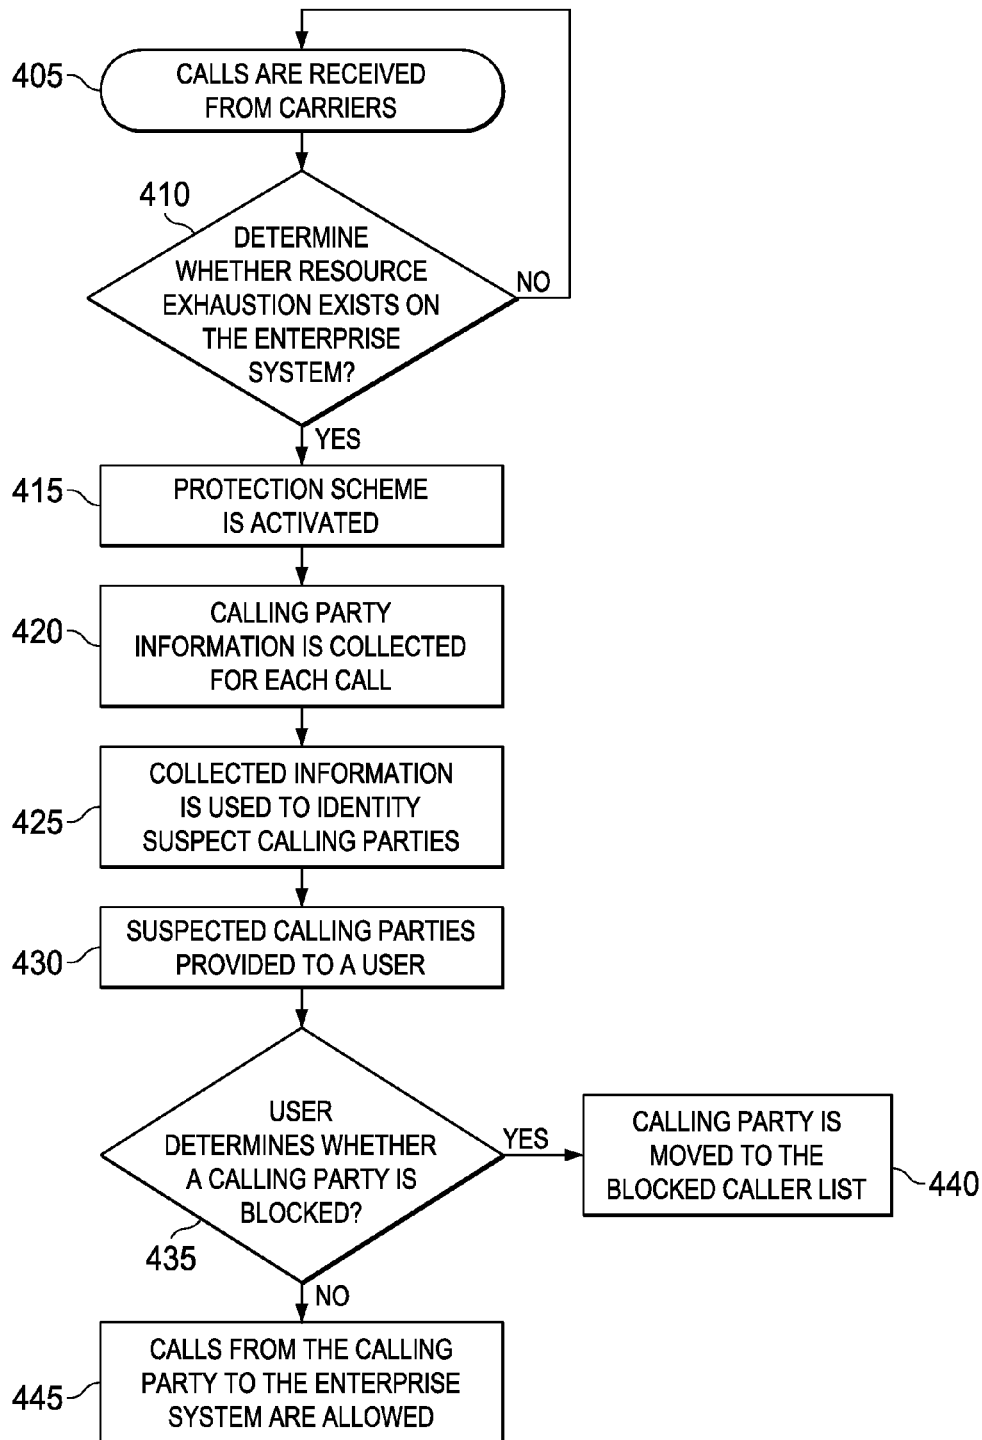 405
CALLS ARE RECEIVED
FROM CARRIERS
410
DETERMINE
WHETHER RESOURCE
EXHAUSTION EXISTS ON
THE ENTERPRISE
SYSTEM?
NO
YES
415
PROTECTION SCHEME
IS ACTIVATED
420
CALLING PARTY
INFORMATION IS COLLECTED
FOR EACH CALL
425
COLLECTED INFORMATION
IS USED TO IDENTITY
SUSPECT CALLING PARTIES
430
SUSPECTED CALLING PARTIES
PROVIDED TO A USER
USER
DETERMINES WHETHER
A CALLING PARTY IS
BLOCKED?
435
YES
CALLING PARTY IS
MOVED TO THE
BLOCKED CALLER LIST
440
NO
445
CALLS FROM THE CALLING
PARTY TO THE ENTERPRISE
SYSTEM ARE ALLOWED